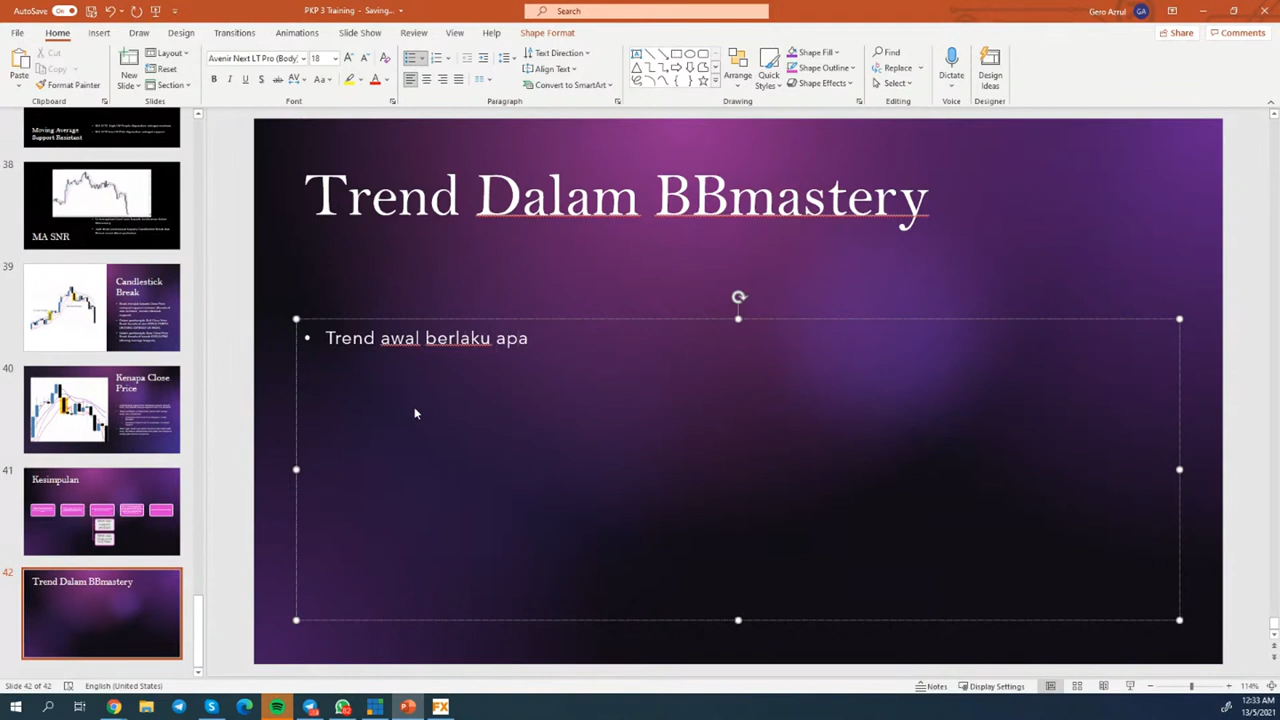 AutoSave On
PKP 3 Training - Saving...
Search
Gero Azrul GA
File Home Insert Draw Design Transitions Animations Slide Show Review View Help Shape Format Share Comments
Paste Cut Copy Format Painter
Clipboard
New Slide Layout Reset Section
Slides
Avenir Next LT Pro (Body) 18
Font
Text Direction Align Text Convert to SmartArt
Paragraph
Arrange Quick Styles Shape Fill Shape Outline Shape Effects
Drawing
Find Replace Select
Editing
Dictate
Voice
Design Ideas
Designer
Moving Average
Support Resistant
38
MA SNR
39
Candlestick
Break
40
Kenapa Close
Price
41
Kesimpulan
42
Trend Dalam BBmastery
Trend Dalam BBmastery
• Trend awal berlaku apa
Slide 42 of 42 English (United States) Notes Display Settings 114%
12:33 AM
13/5/2021